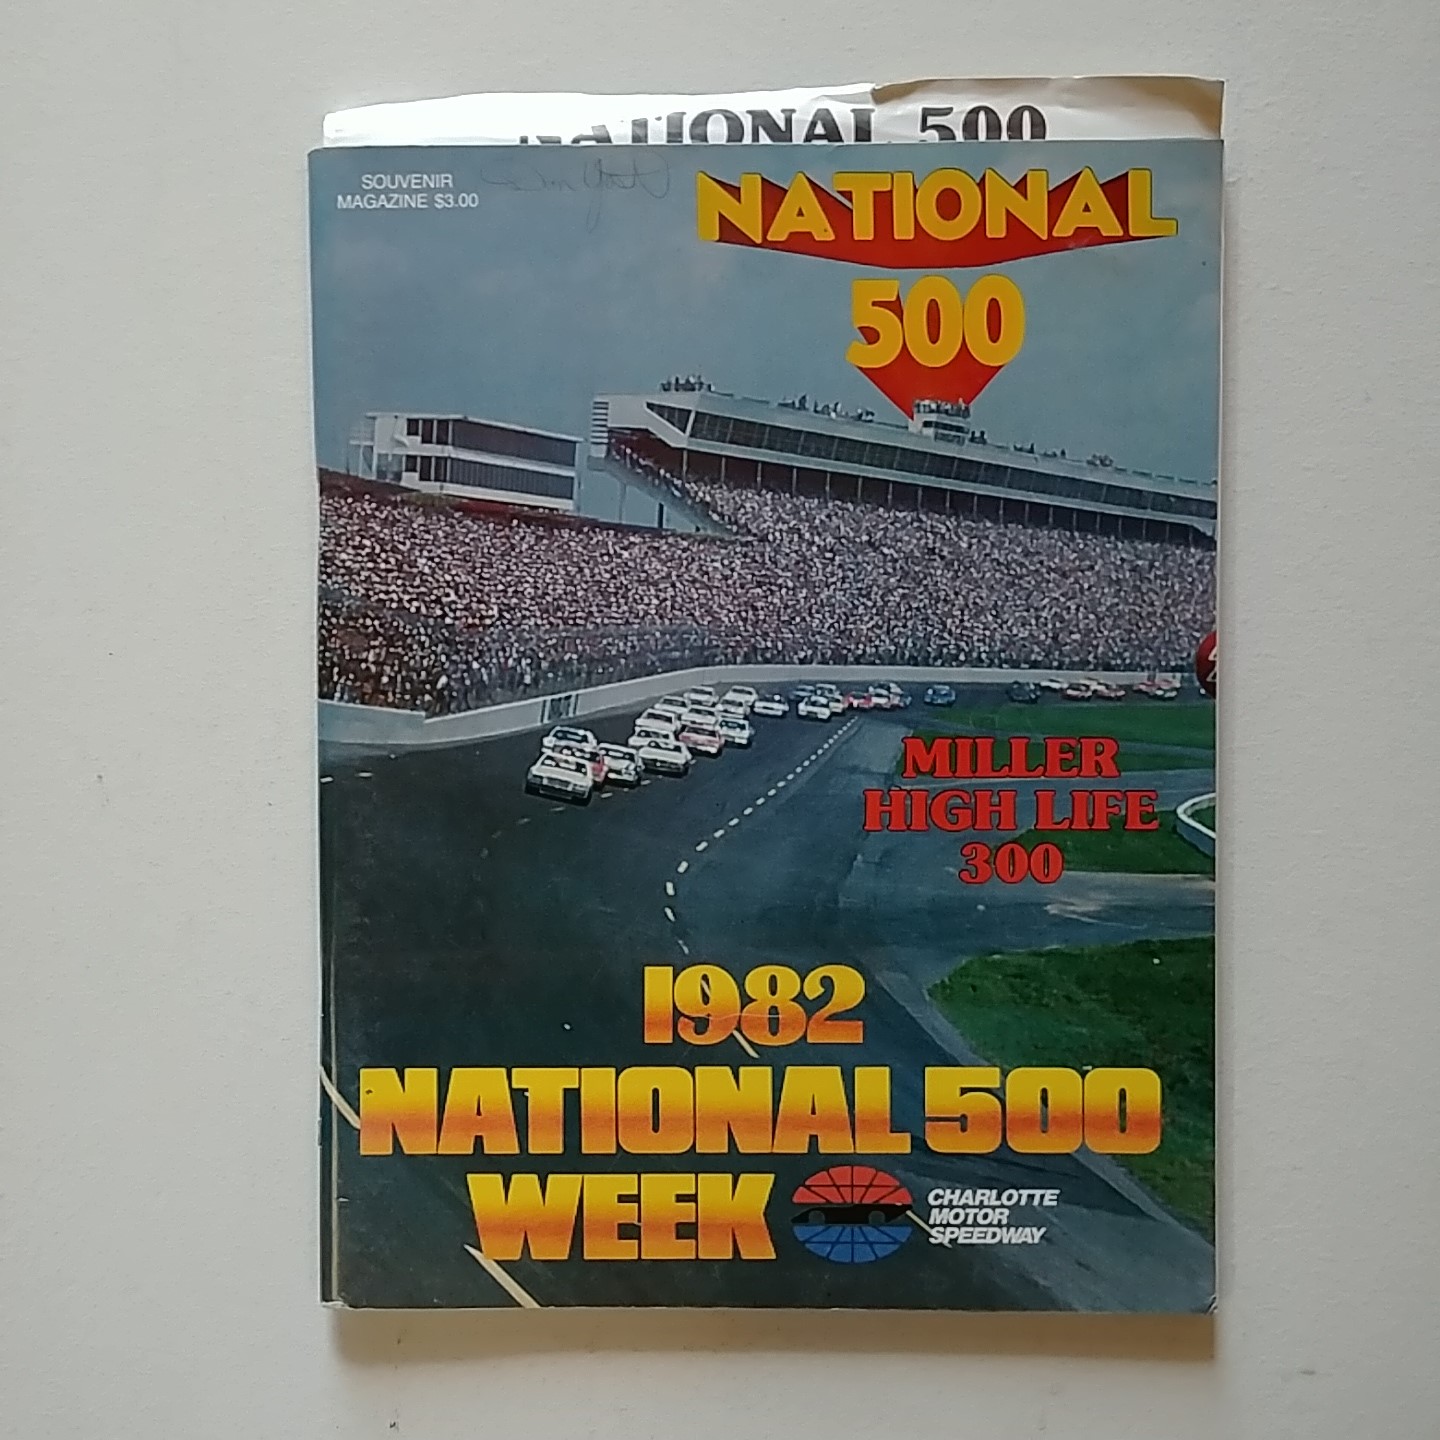 NATIONAL 500
SOUVENIR
MAGAZINE $3.00
NATIONAL
500
MILLER
HIGH LIFE
300
1982
NATIONAL 500
WEEK
CHARLOTTE
MOTOR
SPEEDWAY